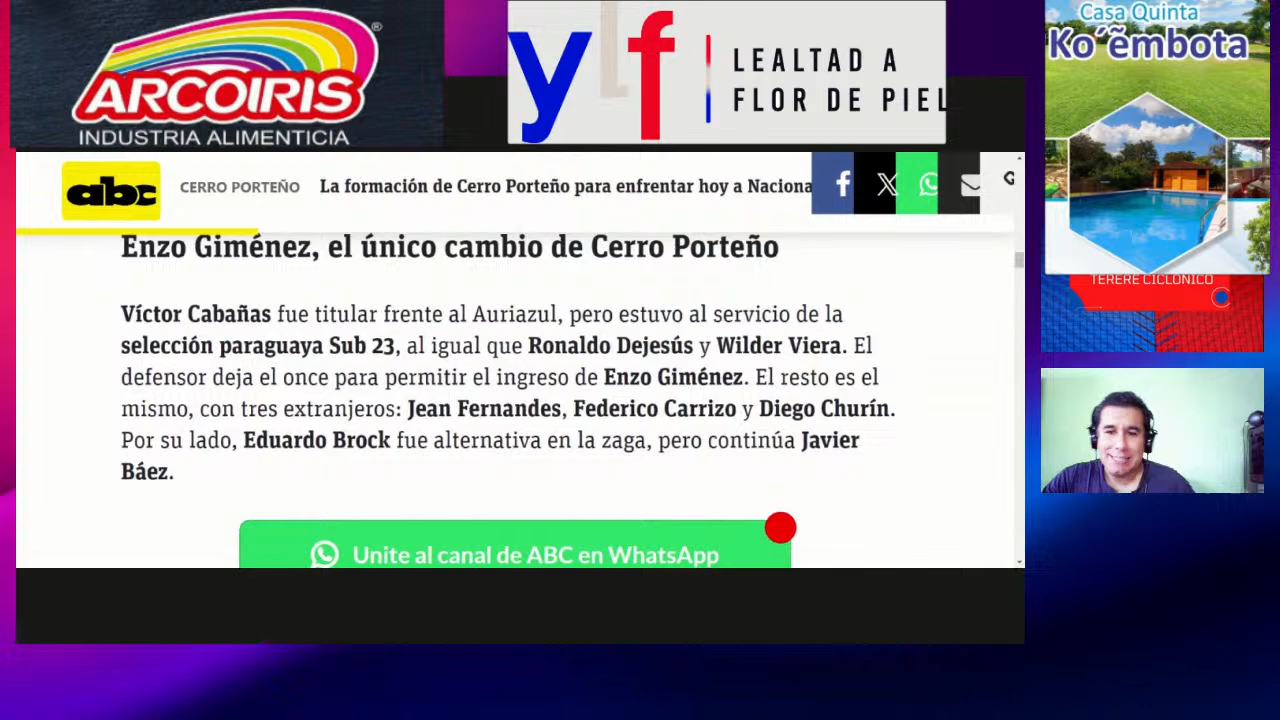 ARCOIRIS
®
INDUSTRIA ALIMENTICIA
yf
LEALTAD A
FLOR DE PIEL
Casa Quinta
Ko´ẽmbota
TERERE CICLONICO
abc
CERRO PORTEÑO
La formación de Cerro Porteño para enfrentar hoy a Naciona
Enzo Giménez, el único cambio de Cerro Porteño
Víctor Cabañas fue titular frente al Auriazul, pero estuvo al servicio de la
selección paraguaya Sub 23, al igual que Ronaldo Dejesús y Wilder Viera. El
defensor deja el once para permitir el ingreso de Enzo Giménez. El resto es el
mismo, con tres extranjeros: Jean Fernandes, Federico Carrizo y Diego Churín.
Por su lado, Eduardo Brock fue alternativa en la zaga, pero continúa Javier
Báez.
Unite al canal de ABC en WhatsApp